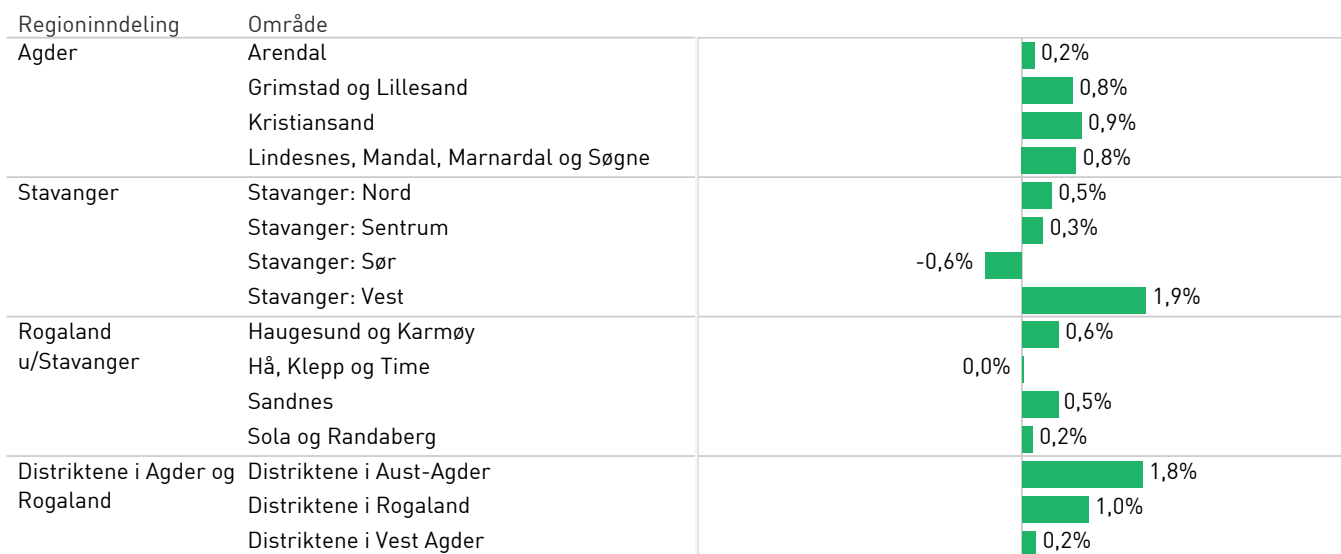 Regioninndeling Område
Agder Arendal 0,2%
Grimstad og Lillesand 0,8%
Kristiansand 0,9%
Lindesnes, Mandal, Marnardal og Søgne 0,8%
Stavanger Stavanger: Nord 0,5%
Stavanger: Sentrum 0,3%
Stavanger: Sør -0,6%
Stavanger: Vest 1,9%
Rogaland Haugesund og Karmøy 0,6%
u/Stavanger Hå, Klepp og Time 0,0%
Sandnes 0,5%
Sola og Randaberg 0,2%
Distriktene i Agder og Distriktene i Aust-Agder 1,8%
Rogaland Distriktene i Rogaland 1,0%
Distriktene i Vest Agder 0,2%